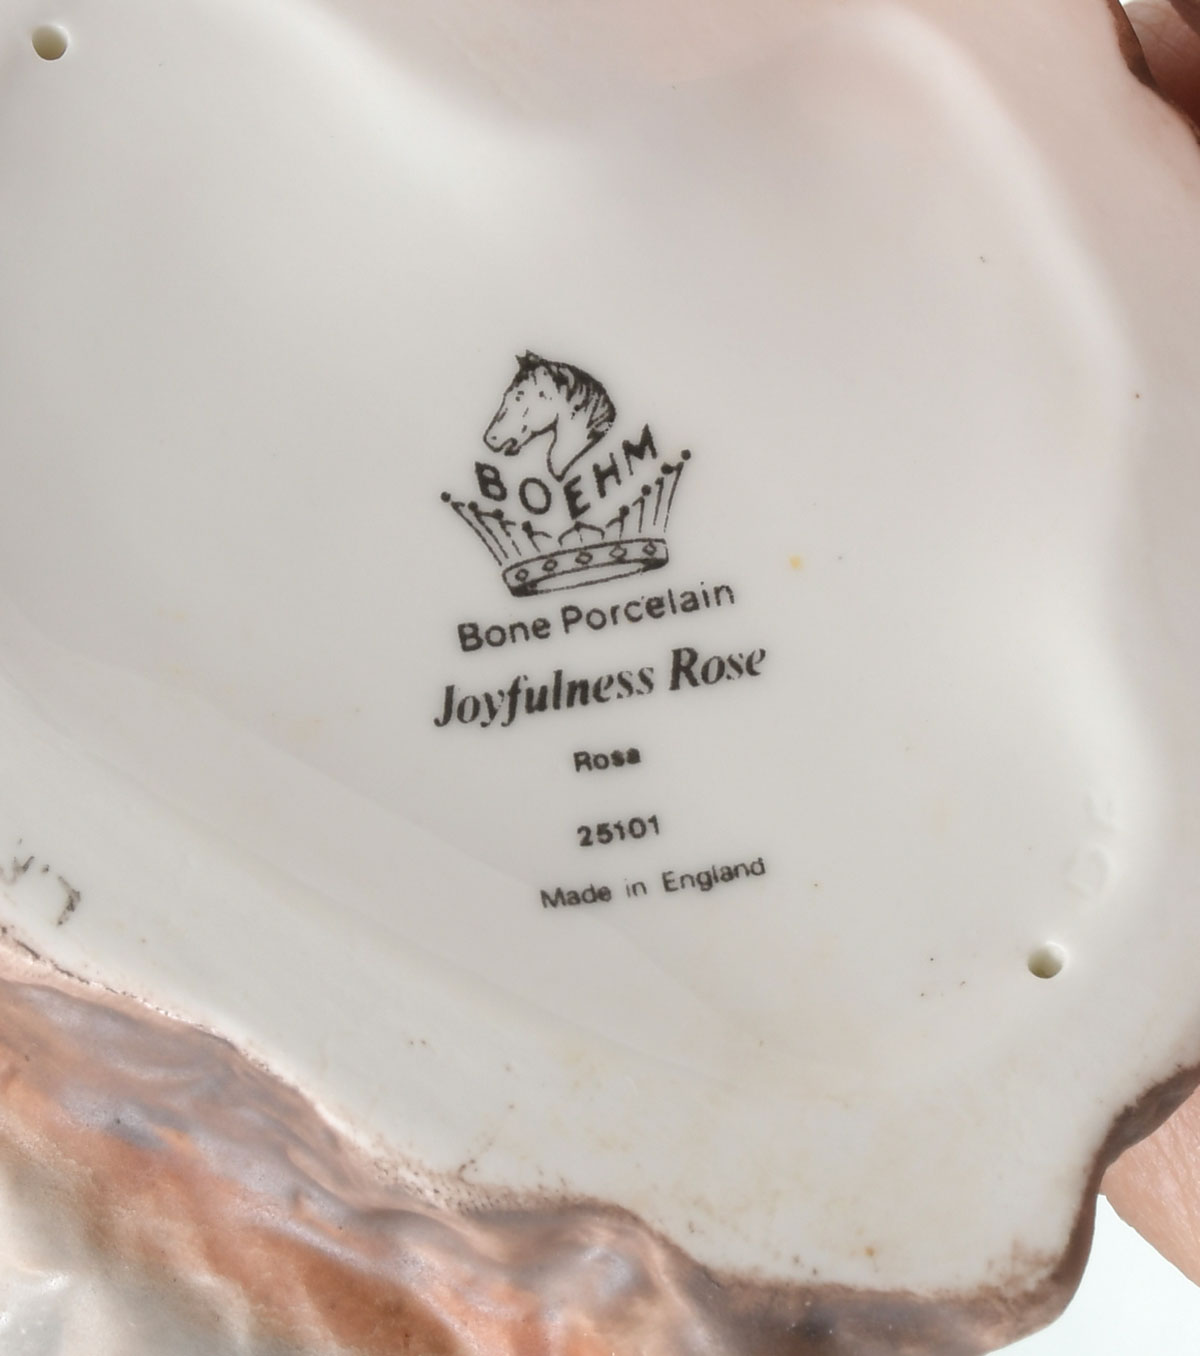 BOEHM
Bone Porcelain
Joyfulness Rose
Rosa
25101
Made in England